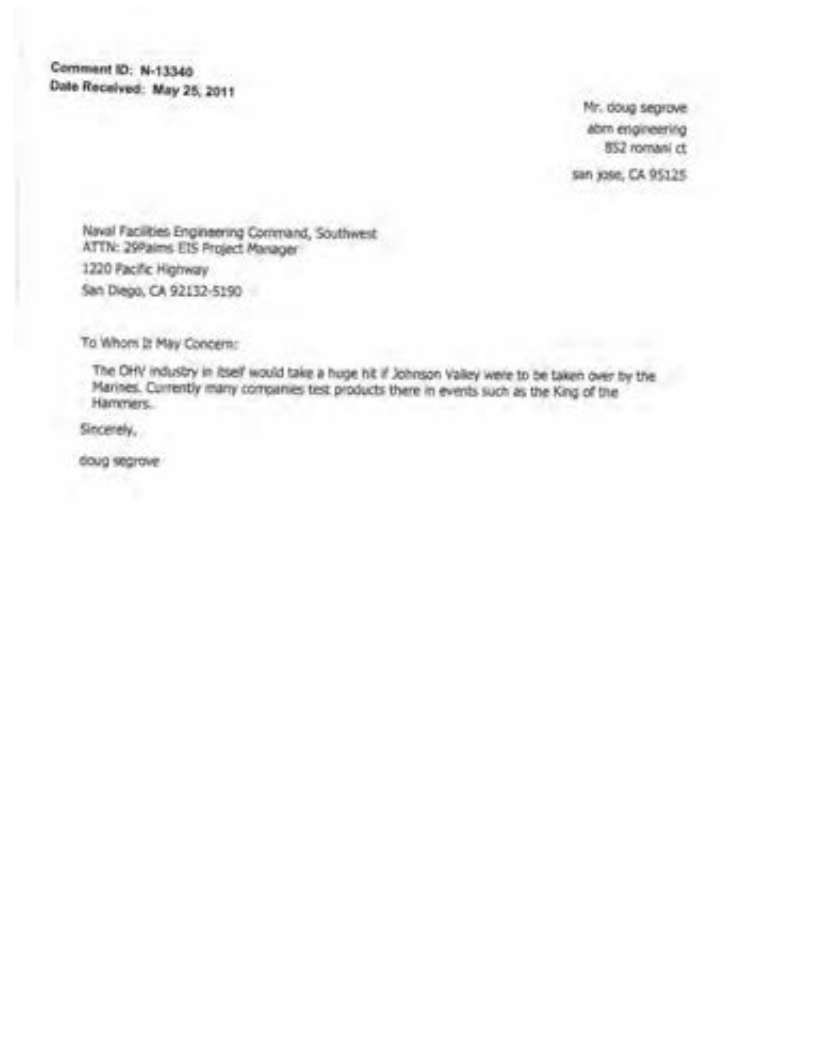 Comment ID: N-13340
Date Received: May 25, 2011
Mr. doug segrove
abm engineering
852 romani ct
san jose, CA 95125
Naval Facilities Engineering Command, Southwest
ATTN: 29Palms EIS Project Manager
1220 Pacific Highway
San Diego, CA 92132-5190
To Whom It May Concern:
The OHV industry in itself would take a huge hit if Johnson Valley were to be taken over by the
Marines. Currently many companies test products there in events such as the King of the
Hammers.
Sincerely,
doug segrove